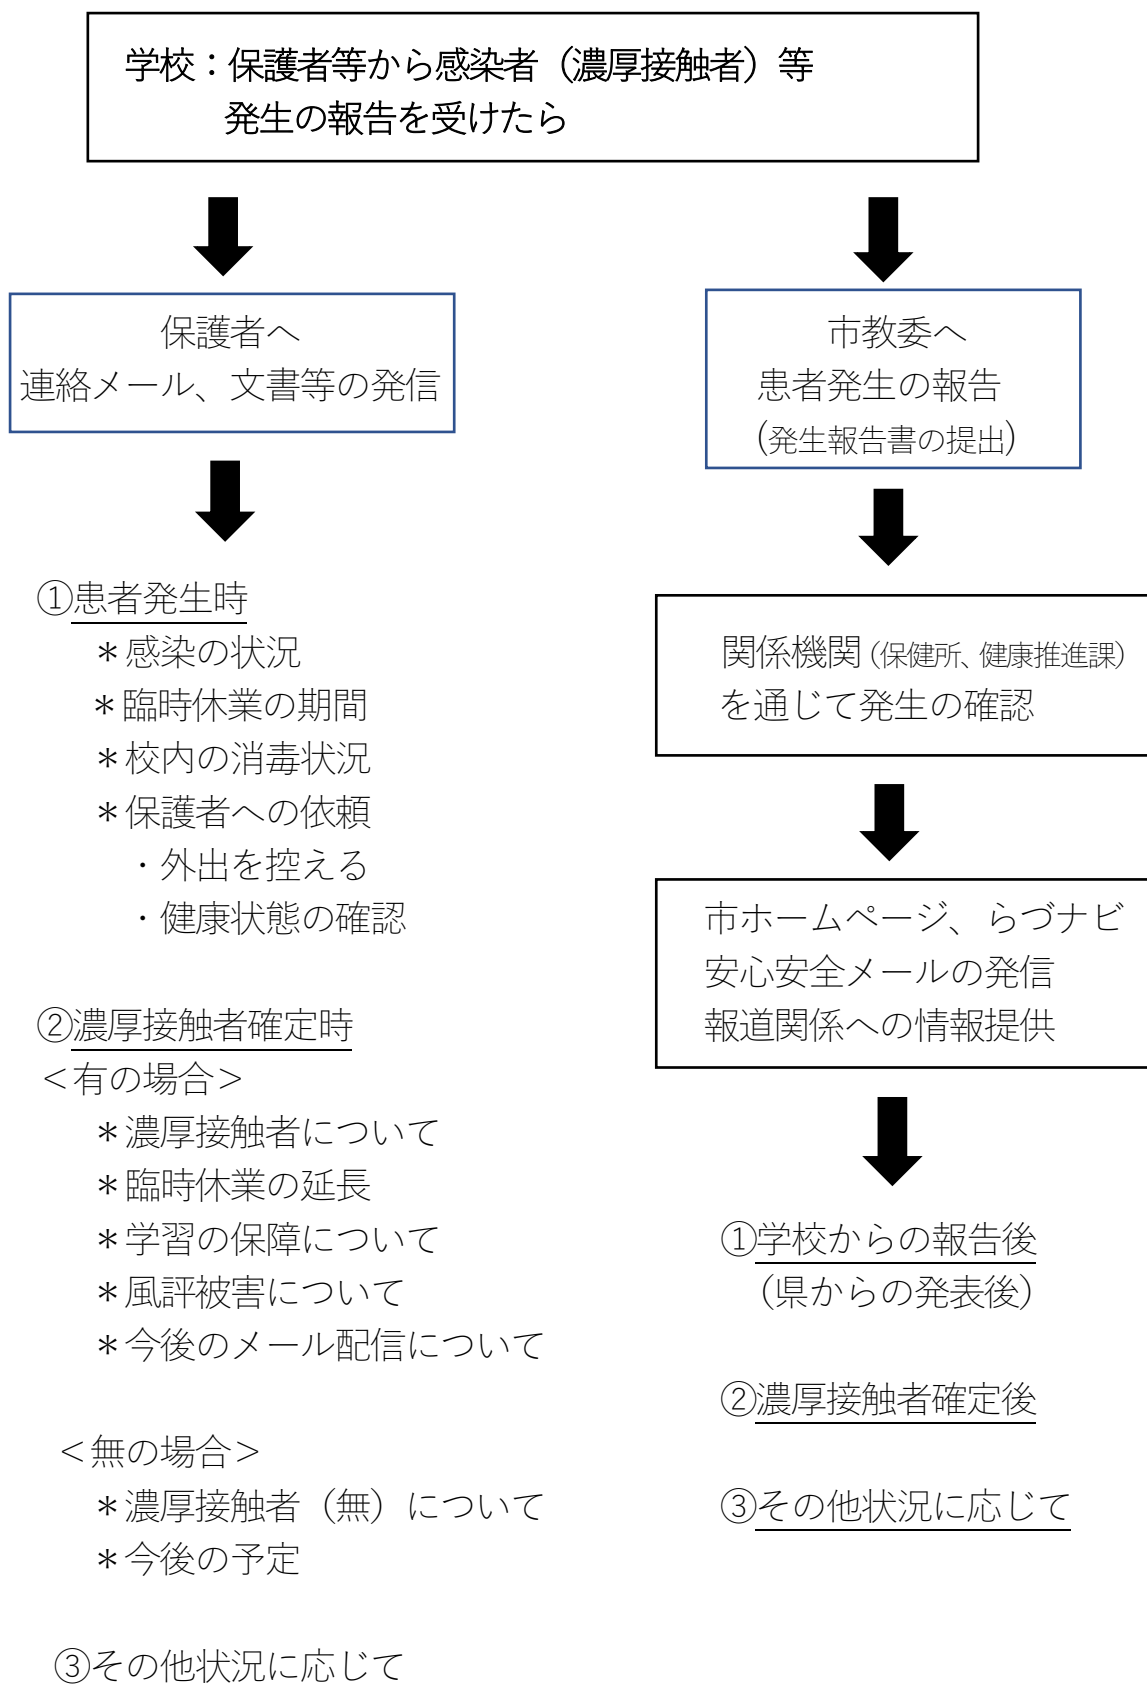 学校：保護者等から感染者（濃厚接触者）等
発生の報告を受けたら
保護者へ
連絡メール、文書等の発信
①患者発生時
＊感染の状況
＊臨時休業の期間
＊校内の消毒状況
＊保護者への依頼
・外出を控える
・健康状態の確認
②濃厚接触者確定時
＜有の場合＞
＊濃厚接触者について
＊臨時休業の延長
＊学習の保障について
＊風評被害について
＊今後のメール配信について
＜無の場合＞
＊濃厚接触者（無）について
＊今後の予定
③その他状況に応じて
市教委へ
患者発生の報告
(発生報告書の提出)
関係機関(保健所、健康推進課)
を通じて発生の確認
市ホームページ、らづナビ
安心安全メールの発信
報道関係への情報提供
①学校からの報告後
（県からの発表後）
②濃厚接触者確定後
③その他状況に応じて